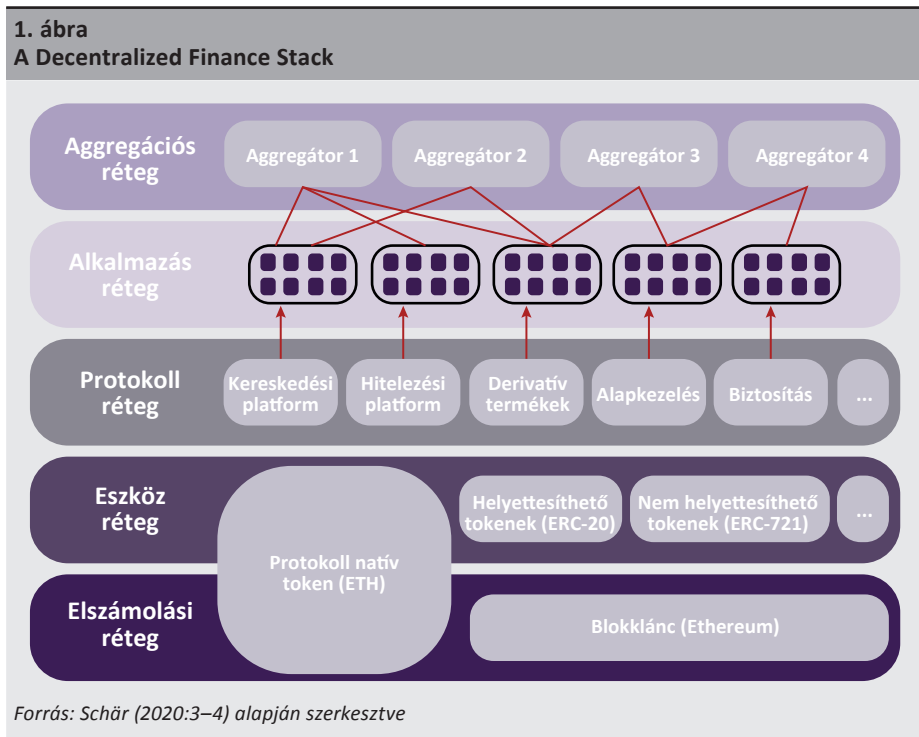 1. ábra
A Decentralized Finance Stack
Aggregációs
réteg
Aggregátor 1
Aggregátor 2
Aggregátor 3
Aggregátor 4
Alkalmazás
réteg
Protokoll
réteg
Kereskedési
platform
Hitelezési
platform
Derivatív
termékek
Alapkezelés
Biztosítás
...
Eszköz
réteg
Helyettesíthető
tokenek (ERC-20)
Nem helyettesíthető
tokenek (ERC-721)
...
Protokoll natív
token (ETH)
Elszámolási
réteg
Blokklánc (Ethereum)
Forrás: Schär (2020:3–4) alapján szerkesztve